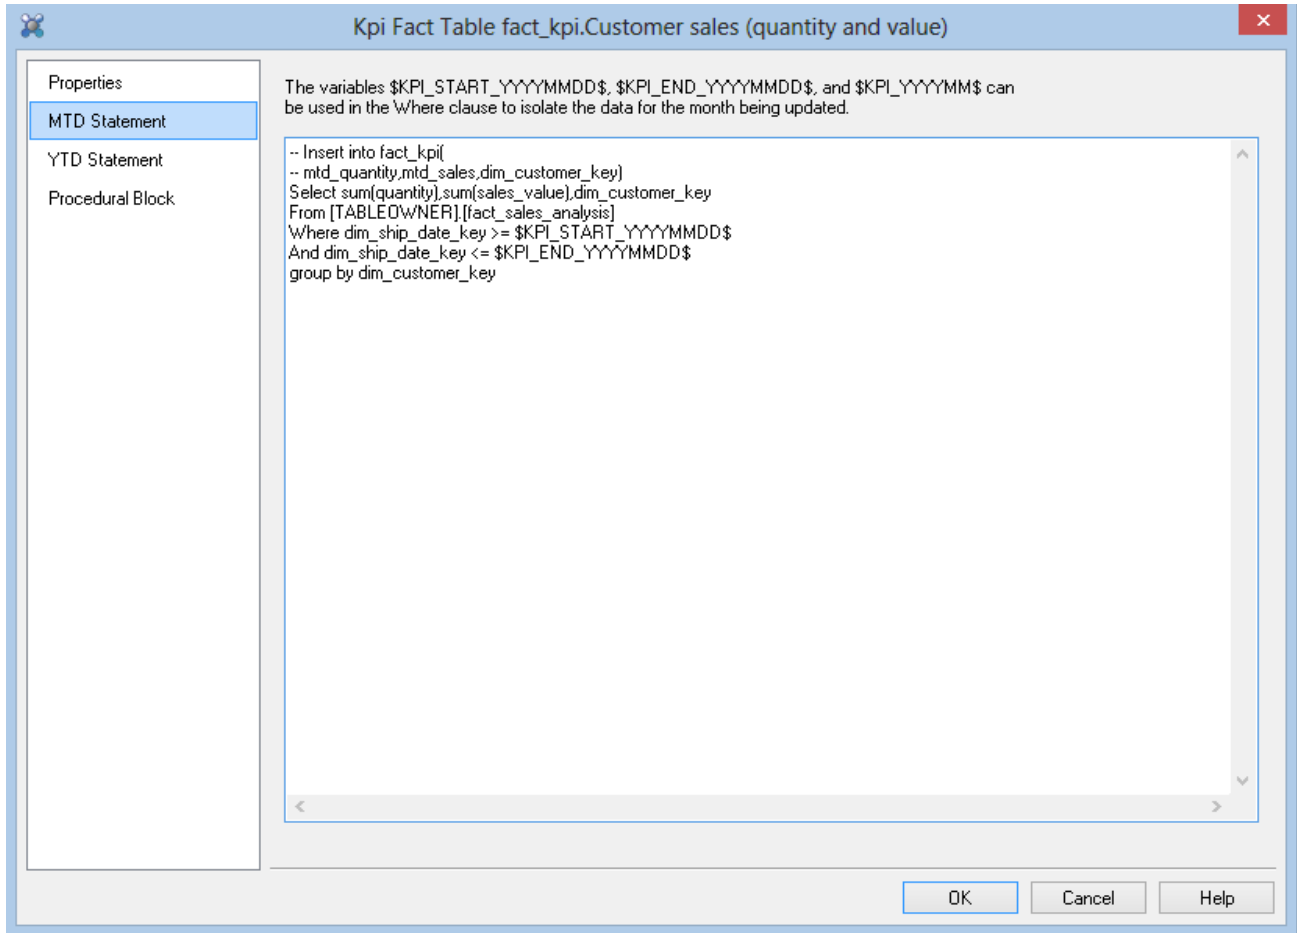 Kpi Fact Table fact_kpi.Customer sales (quantity and value)
Properties
MTD Statement
YTD Statement
Procedural Block
The variables $KPI_START_YYYYMMDD$, $KPI_END_YYYYMMDD$, and $KPI_YYYYMM$ can
be used in the Where clause to isolate the data for the month being updated.
-- Insert into fact_kpi(
-- mtd_quantity,mtd_sales,dim_customer_key)
Select sum(quantity),sum(sales_value),dim_customer_key
From [TABLEOWNER].[fact_sales_analysis]
Where dim_ship_date_key >= $KPI_START_YYYYMMDD$
And dim_ship_date_key <= $KPI_END_YYYYMMDD$
group by dim_customer_key
OK
Cancel
Help